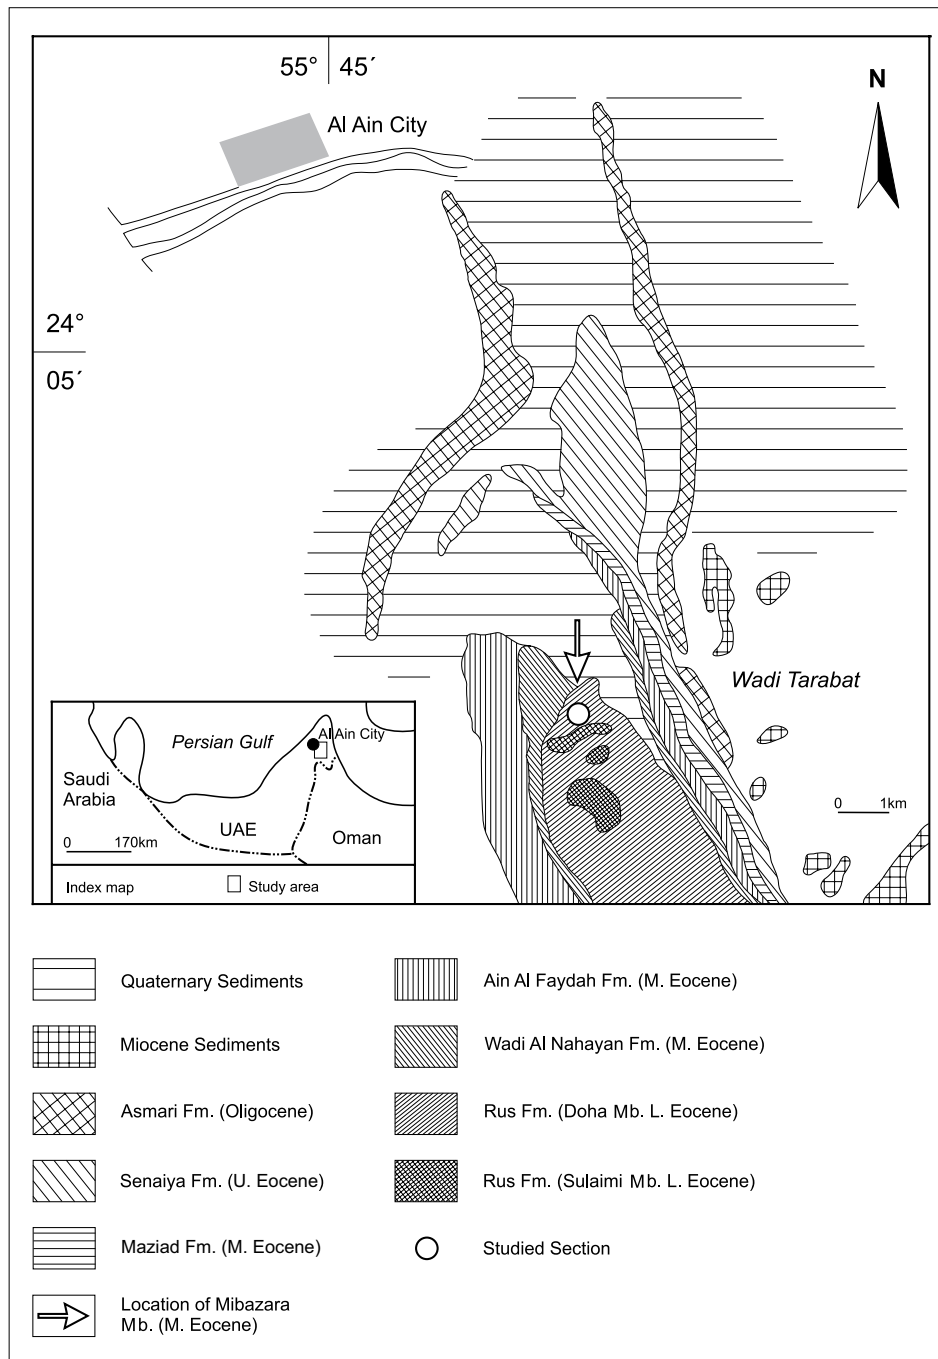 55° 45´
N
Al Ain City
24°
05´
Wadi Tarabat
0 1km
Persian Gulf
Al Ain City
Saudi
Arabia
UAE
Oman
0 170km
Index map
Study area
Quaternary Sediments
Ain Al Faydah Fm. (M. Eocene)
Miocene Sediments
Wadi Al Nahayan Fm. (M. Eocene)
Asmari Fm. (Oligocene)
Rus Fm. (Doha Mb. L. Eocene)
Senaiya Fm. (U. Eocene)
Rus Fm. (Sulaimi Mb. L. Eocene)
Maziad Fm. (M. Eocene)
Studied Section
Location of Mibazara
Mb. (M. Eocene)